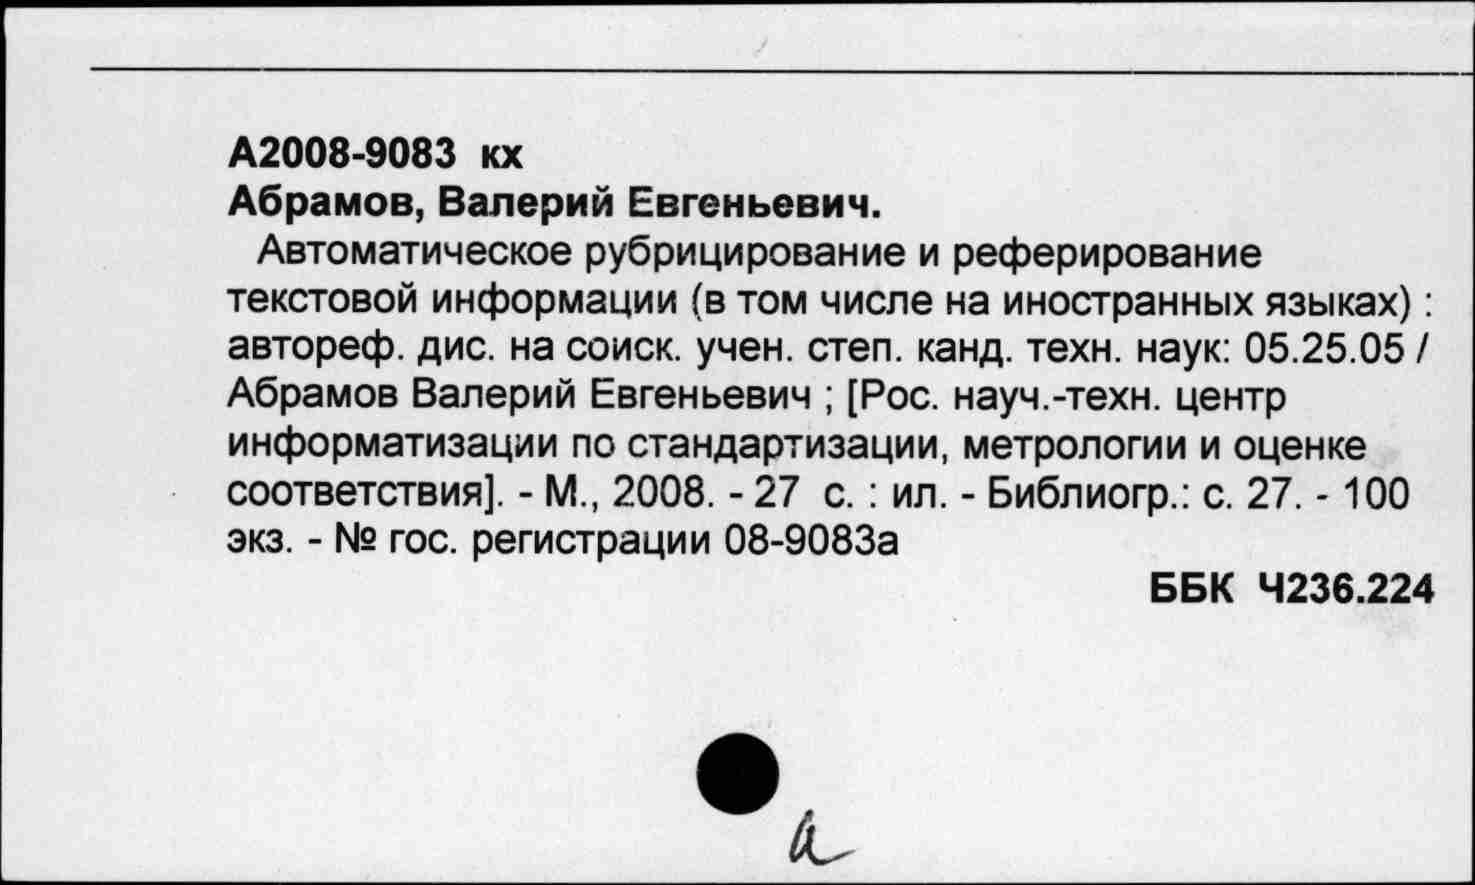 А2008-9083 кх
Абрамов, Валерий Евгеньевич.
Автоматическое рубрицирование и реферирование
текстовой информации (в том числе на иностранных языках) :
автореф. дис. на соиск. учен. степ. канд. техн. наук: 05.25.05 /
Абрамов Валерий Евгеньевич ; [Рос. науч.-техн. центр
информатизации по стандартизации, метрологии и оценке
соответствия]. - М., 2008. - 27 с. : ил. - Библиогр.: с. 27. - 100
экз. - № гос. регистрации 08-9083а
ББК Ч236.224